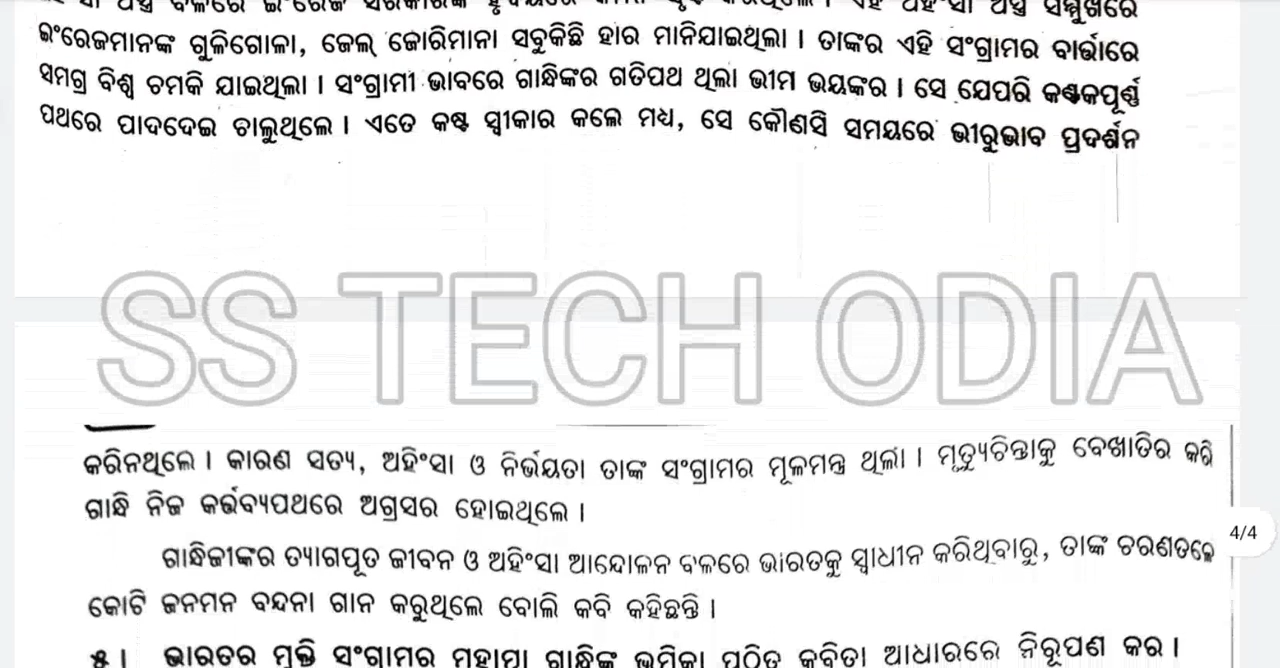 ଇଂରେଜମାନଙ୍କ ଗୁଳିଗୋଳା, ଜେଲ୍ ଜୋରିମାନା ସବୁକିଛି ହାର ମାନିଯାଇଥିଲା । ତାଙ୍କର ଏହି ସଂଗ୍ରାମର ବାର୍ତ୍ତାରେ
ସମଗ୍ର ବିଶ୍ୱ ଚମକି ଯାଇଥିଲା । ସଂଗ୍ରାମୀ ଭାବରେ ଗାନ୍ଧିଙ୍କର ଗତିପଥ ଥିଲା ଭୀମ ଭୟଙ୍କର । ସେ ଯେପରି କଣ୍ଟକପୂର୍ଣ୍ଣ
ପଥରେ ପାଦଦେଇ ଚାଲୁଥିଲେ । ଏତେ କଷ୍ଟ ସ୍ୱୀକାର କଲେ ମଧ୍ୟ, ସେ କୌଣସି ସମୟରେ ଭୀରୁଭାବ ପ୍ରଦର୍ଶନ
SS TECH ODIA
କରିନଥିଲେ । କାରଣ ସତ୍ୟ, ଅହିଂସା ଓ ନିର୍ଭୟତା ତାଙ୍କ ସଂଗ୍ରାମର ମୂଳମନ୍ତ୍ର ଥିଲା । ମୃତ୍ୟୁଚିନ୍ତାକୁ ବେଖାତିର କରି
ଗାନ୍ଧି ନିଜ କର୍ତ୍ତବ୍ୟପଥରେ ଅଗ୍ରସର ହୋଇଥିଲେ ।
4/4
ଗାନ୍ଧିଜୀଙ୍କର ତ୍ୟାଗପୂତ ଜୀବନ ଓ ଅହିଂସା ଆନ୍ଦୋଳନ ବଳରେ ଭାରତକୁ ସ୍ୱାଧୀନ କରିଥିବାରୁ, ତାଙ୍କ ଚରଣତଳେ
କୋଟି ଜନମନ ବନ୍ଦନା ଗାନ କରୁଥିଲେ ବୋଲି କବି କହିଛନ୍ତି ।
୫ । ଭାରତର ମୁକ୍ତି ସଂଗ୍ରାମର ମହାତ୍ମା ଗାନ୍ଧିଙ୍କ ଭୂମିକା ପଠିତ କବିତା ଆଧାରରେ ନିରୂପଣ କର ।